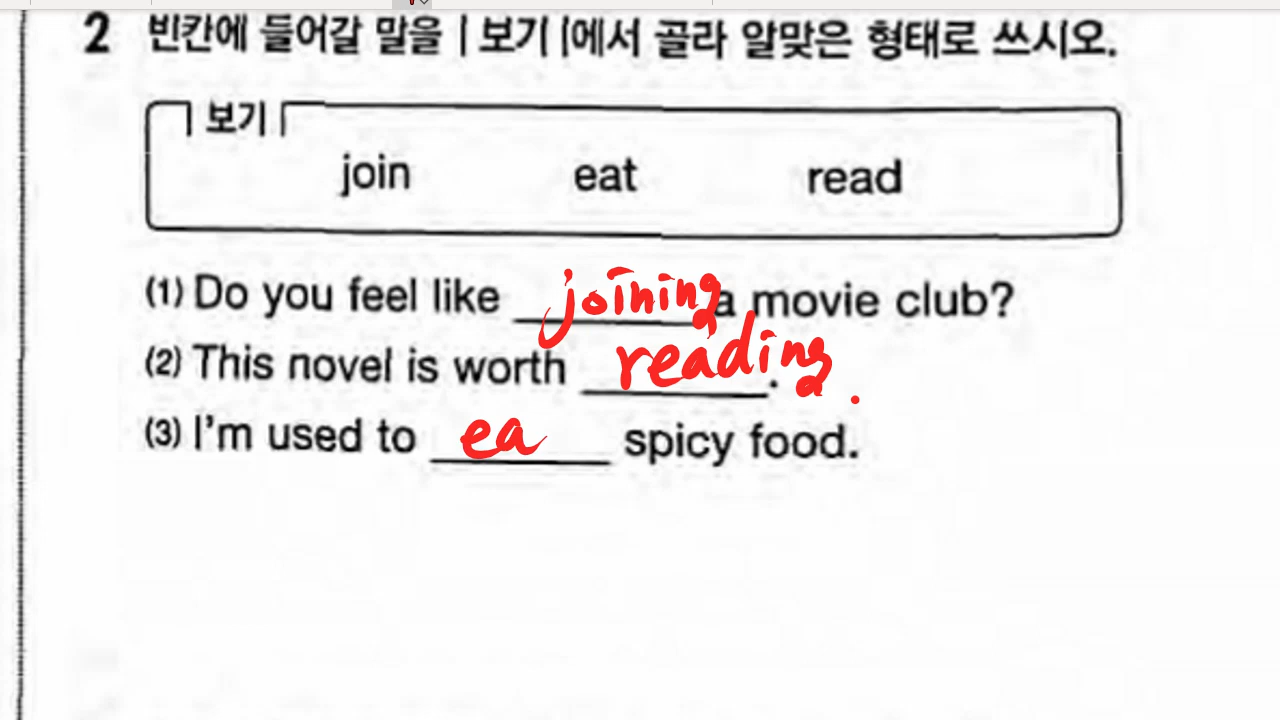 2 빈칸에 들어갈 말을 | 보기 |에서 골라 알맞은 형태로 쓰시오.
보기
join eat read
(1) Do you feel like joining a movie club?
(2) This novel is worth reading.
(3) I'm used to ea spicy food.